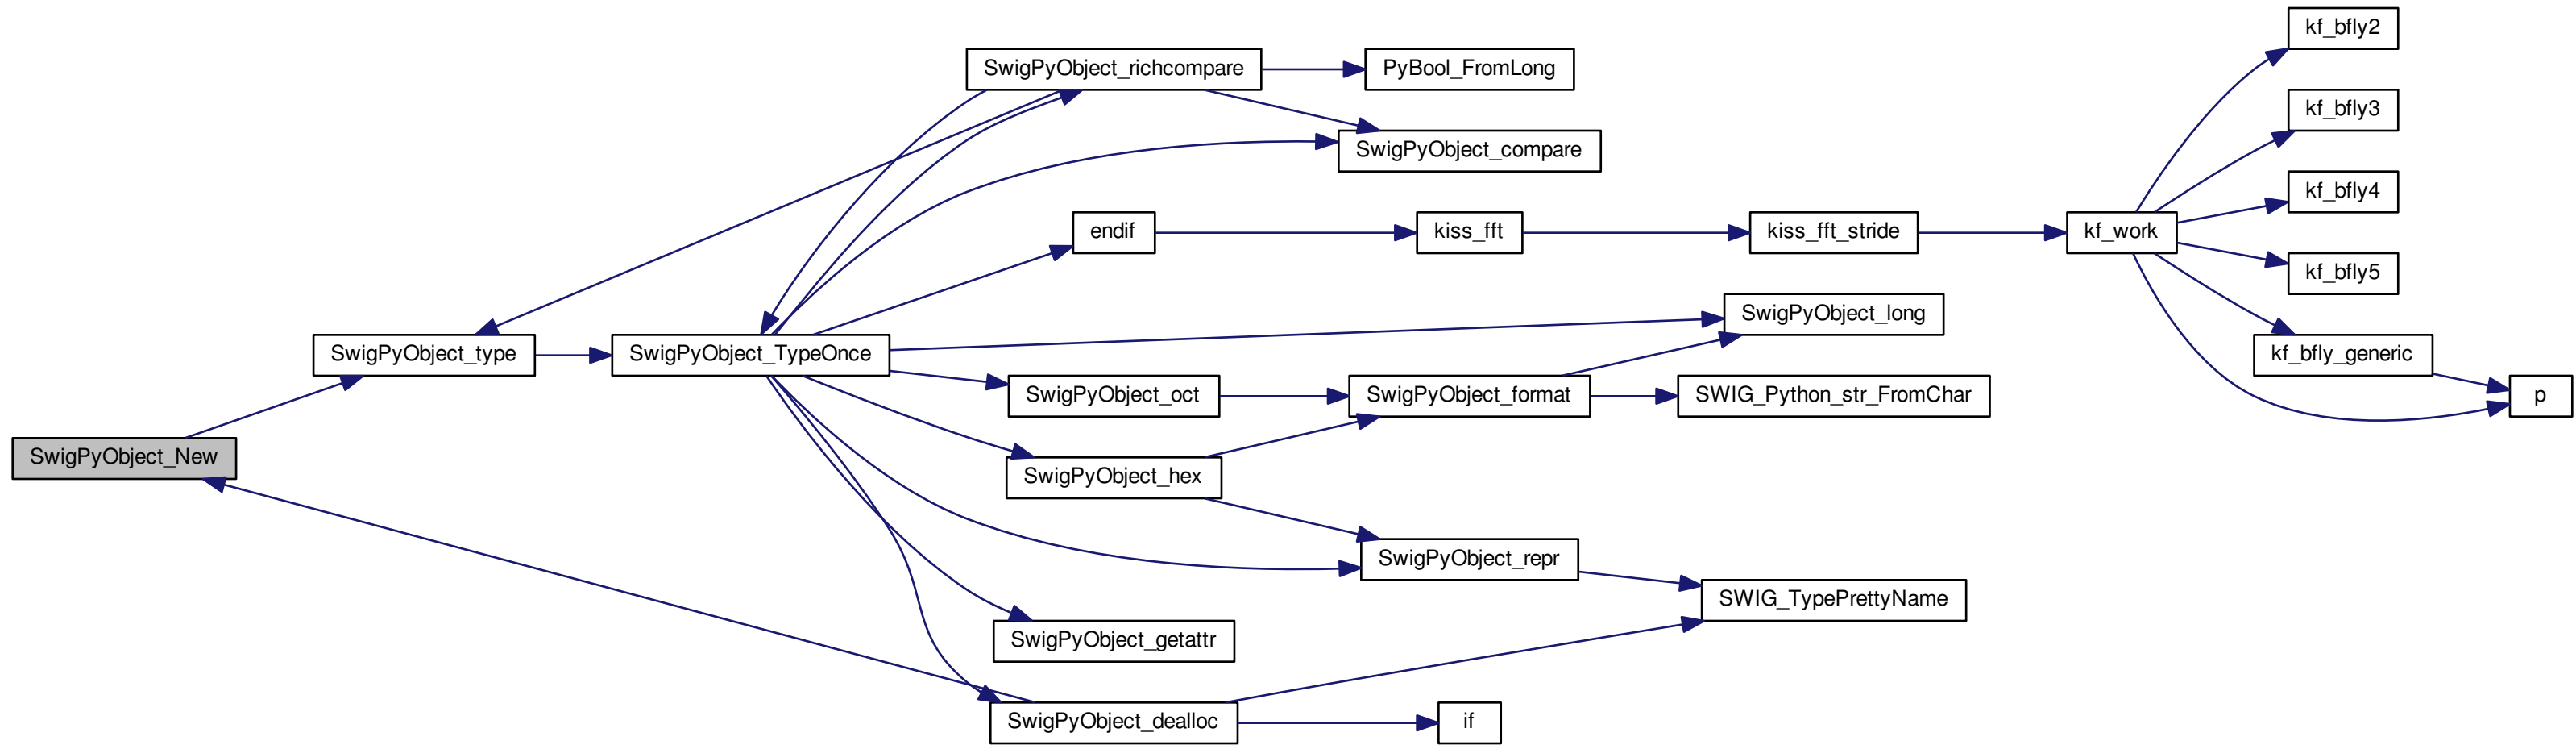 SwigPyObject_New
SwigPyObject_type
SwigPyObject_TypeOnce
SwigPyObject_richcompare
PyBool_FromLong
SwigPyObject_compare
endif
kiss_fft
kiss_fft_stride
kf_work
kf_bfly2
kf_bfly3
kf_bfly4
kf_bfly5
kf_bfly_generic
p
SwigPyObject_long
SwigPyObject_oct
SwigPyObject_format
SWIG_Python_str_FromChar
SwigPyObject_hex
SwigPyObject_repr
SWIG_TypePrettyName
SwigPyObject_getattr
SwigPyObject_dealloc
if